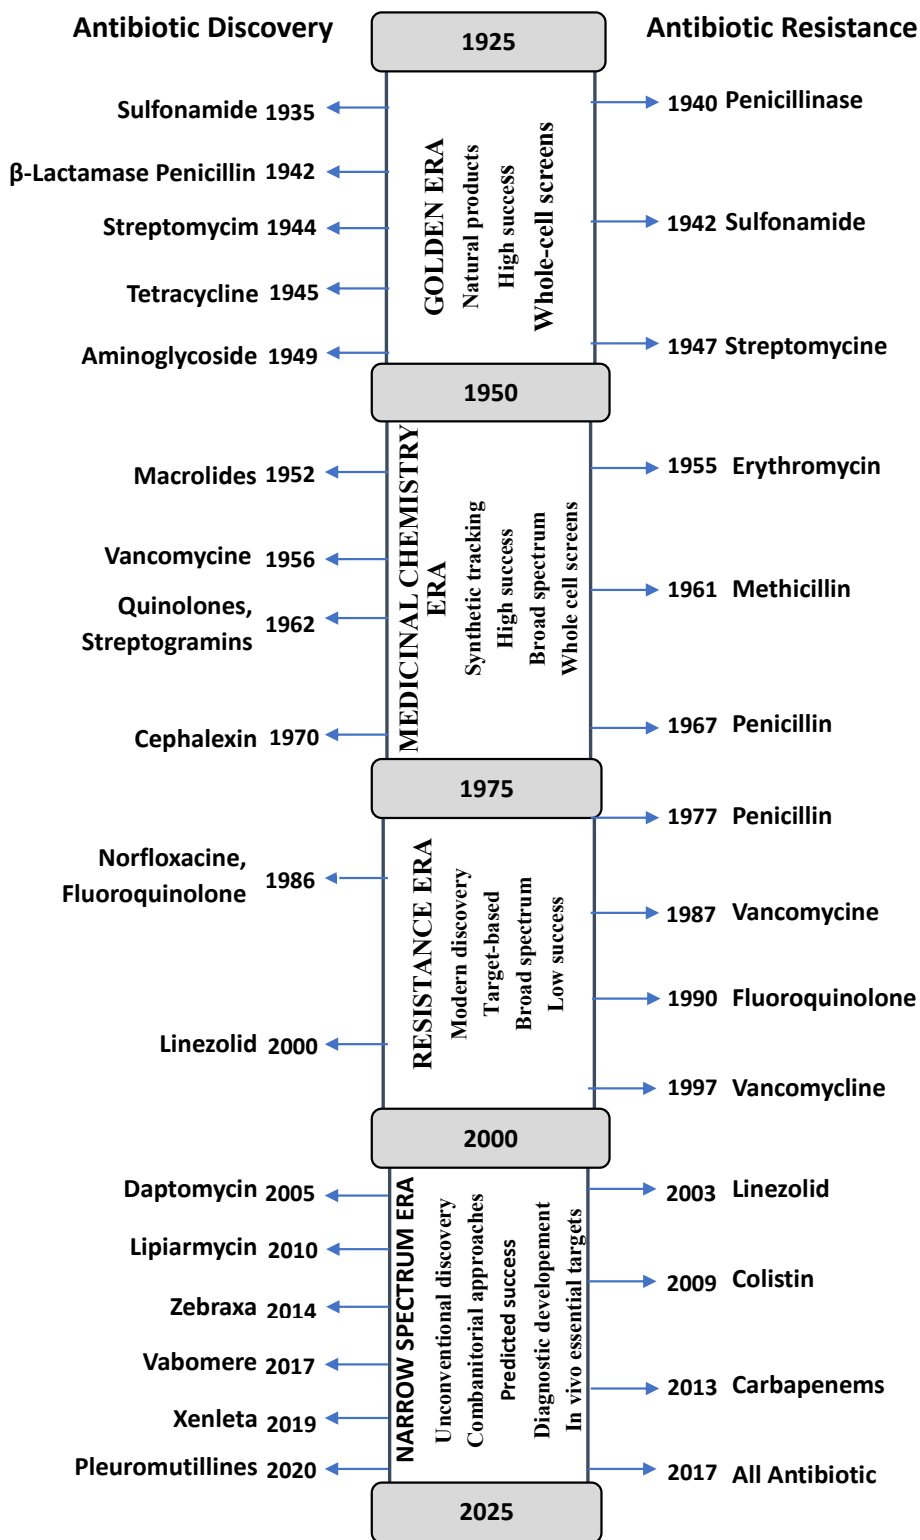 Antibiotic Discovery
Antibiotic Resistance
1925
Sulfonamide 1935
β-Lactamase Penicillin 1942
Streptomycim 1944
Tetracycline 1945
Aminoglycoside 1949
GOLDEN ERA
Natural products
High success
Whole-cell screens
1940 Penicillinase
1942 Sulfonamide
1947 Streptomycine
1950
Macrolides 1952
Vancomycine 1956
Quinolones,
Streptogramins 1962
Cephalexin 1970
MEDICINAL CHEMISTRY
ERA
Synthetic tracking
High success
Broad spectrum
Whole cell screens
1955 Erythromycin
1961 Methicillin
1967 Penicillin
1975
Norfloxacine,
Fluoroquinolone 1986
Linezolid 2000
RESISTANCE ERA
Modern discovery
Target-based
Broad spectrum
Low success
1977 Penicillin
1987 Vancomycine
1990 Fluoroquinolone
1997 Vancomycline
2000
Daptomycin 2005
Lipiarmycin 2010
Zebraxa 2014
Vabomere 2017
Xenleta 2019
Pleuromutillines 2020
NARROW SPECTRUM ERA
Unconventional discovery
Combanitorial approaches
Predicted success
Diagnostic developement
In vivo essential targets
2003 Linezolid
2009 Colistin
2013 Carbapenems
2017 All Antibiotic
2025